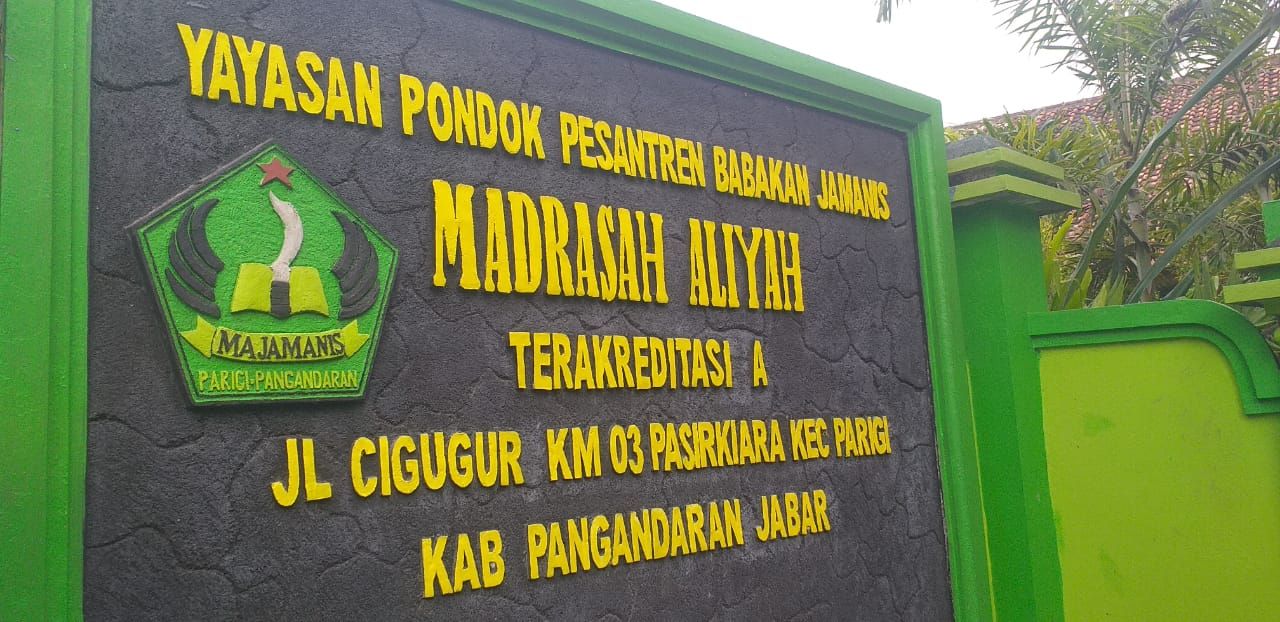 YAYASAN PONDOK PESANTREN BABAKAN JAMANIS
MADRASAH ALIYAH
TERAKREDITASI A
MAJAMANIS
PARIGI-PANGANDARAN
JL CIGUGUR KM 03 PASIRKIARA KEC PARIGI
KAB PANGANDARAN JABAR